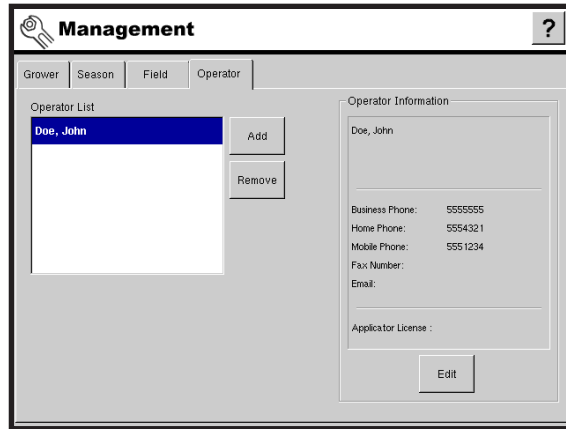 Management
?
Grower Season Field Operator
Operator List
Doe, John
Add
Remove
Operator Information
Doe, John
Business Phone: 5555555
Home Phone: 5554321
Mobile Phone: 5551234
Fax Number:
Email:
Applicator License :
Edit